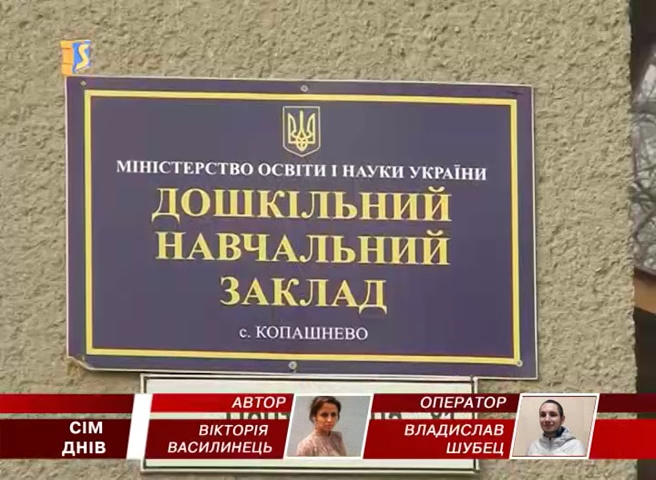 МІНІСТЕРСТВО ОСВІТИ І НАУКИ УКРАЇНИ
ДОШКІЛЬНИЙ
НАВЧАЛЬНИЙ
ЗАКЛАД
с. КОПАШНЕВО
СІМ
ДНІВ
АВТОР
ВІКТОРІЯ
ВАСИЛИНЕЦЬ
ОПЕРАТОР
ВЛАДИСЛАВ
ШУБЕЦ